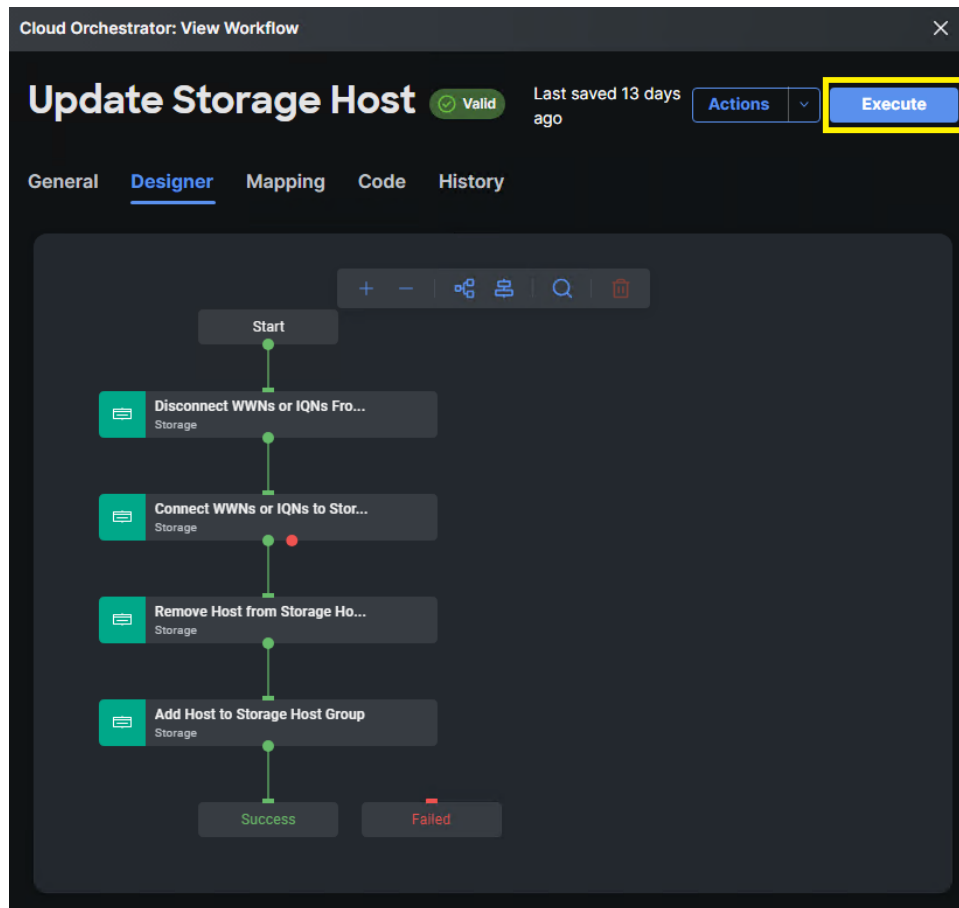 Cloud Orchestrator: View Workflow
Update Storage Host
Valid
Last saved 13 days
ago
Actions
Execute
General Designer Mapping Code History
Start
Disconnect WWNs or IQNs Fro...
Storage
Connect WWNs or IQNs to Stor...
Storage
Remove Host from Storage Ho...
Storage
Add Host to Storage Host Group
Storage
Success
Failed